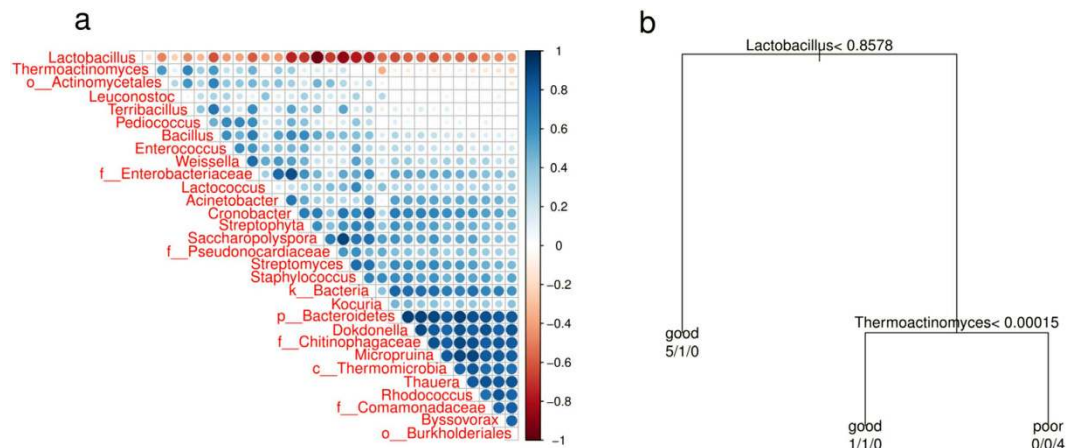 a
Lactobacillus
Thermoactinomyces
o__Actinomycetales
Leuconostoc
Terribacillus
Pediococcus
Bacillus
Enterococcus
Weissella
f__Enterobacteriaceae
Lactococcus
Acinetobacter
Cronobacter
Streptophyta
Saccharopolyspora
f__Pseudonocardiaceae
Streptomyces
Staphylococcus
k__Bacteria
Kocuria
p__Bacteroidetes
Dokdonella
f__Chitinophagaceae
Micropruina
c__Thermomicrobia
Thauera
Rhodococcus
f__Comamonadaceae
Byssovorax
o__Burkholderiales
1
0.8
0.6
0.4
0.2
0
−0.2
−0.4
−0.6
−0.8
−1
b
Lactobacillus< 0.8578
Thermoactinomyces< 0.00015
good
5/1/0
good
1/1/0
poor
0/0/4